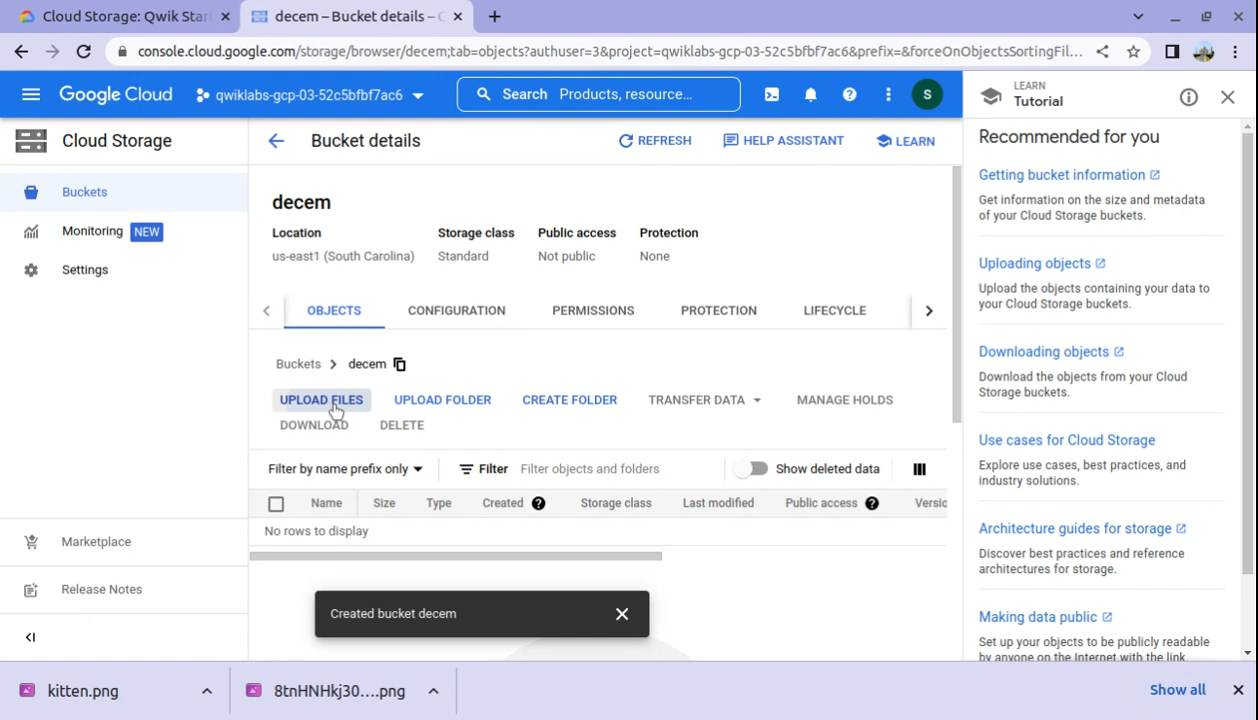 Cloud Storage: Qwik Star
decem – Bucket details – C
console.cloud.google.com/storage/browser/decem;tab=objects?authuser=3&project=qwiklabs-gcp-03-52c5bfbf7ac6&prefix=&forceOnObjectsSortingFil...
Google Cloud
qwiklabs-gcp-03-52c5bfbf7ac6
Search Products, resource...
S
LEARN
Tutorial
Cloud Storage
Bucket details
REFRESH
HELP ASSISTANT
LEARN
Buckets
Monitoring NEW
Settings
Marketplace
Release Notes
decem
Location Storage class Public access Protection
us-east1 (South Carolina) Standard Not public None
OBJECTS CONFIGURATION PERMISSIONS PROTECTION LIFECYCLE
Buckets > decem
UPLOAD FILES UPLOAD FOLDER CREATE FOLDER TRANSFER DATA MANAGE HOLDS
DOWNLOAD DELETE
Filter by name prefix only Filter Filter objects and folders Show deleted data
Name Size Type Created Storage class Last modified Public access Versic
No rows to display
Created bucket decem
Recommended for you
Getting bucket information
Get information on the size and metadata
of your Cloud Storage buckets.
Uploading objects
Upload the objects containing your data to
your Cloud Storage buckets.
Downloading objects
Download the objects from your Cloud
Storage buckets.
Use cases for Cloud Storage
Explore use cases, best practices, and
industry solutions.
Architecture guides for storage
Discover best practices and reference
architectures for storage.
Making data public
Set up your objects to be publicly readable
by anyone on the Internet with the link.
kitten.png
8tnHNHkj30....png
Show all